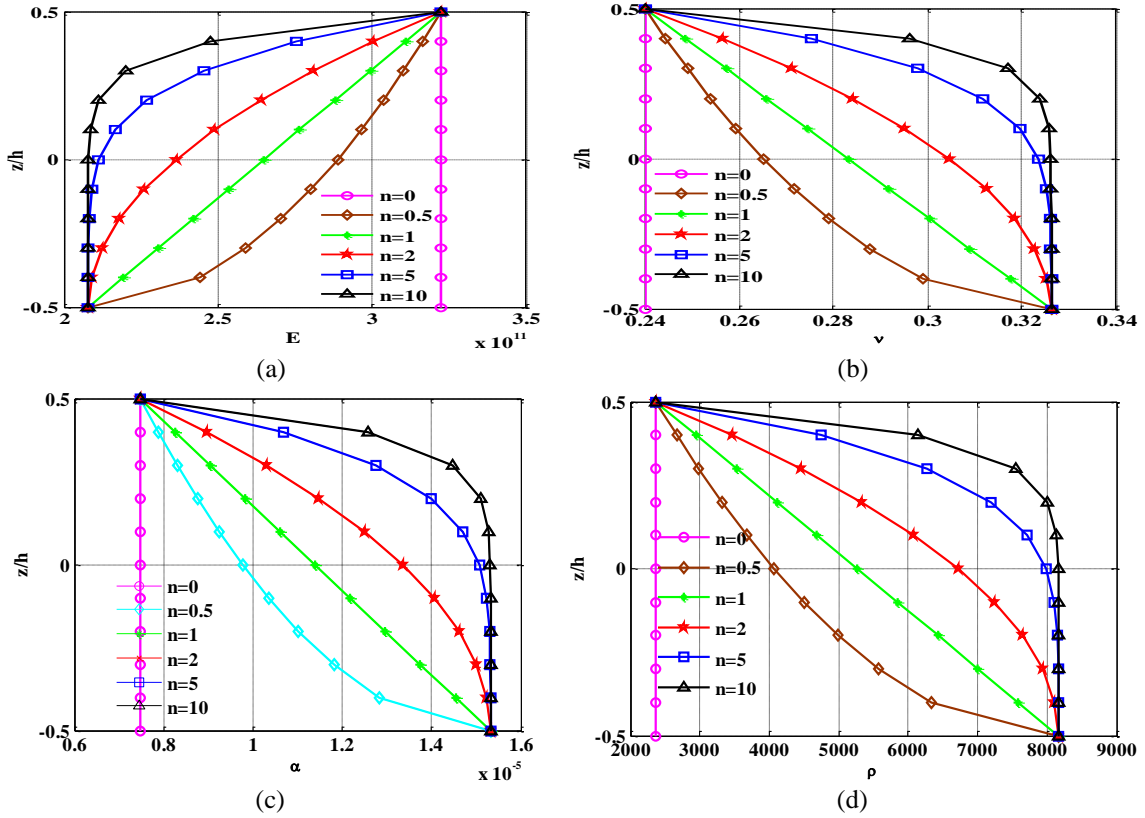 0.5
0
-0.5
z/h
2
2.5
3
3.5
x 10^11
E
n=0
n=0.5
n=1
n=2
n=5
n=10
(a)
0.5
0
-0.5
z/h
0.24
0.26
0.28
0.3
0.32
0.34
ν
n=0
n=0.5
n=1
n=2
n=5
n=10
(b)
0.5
0
-0.5
z/h
0.6
0.8
1
1.2
1.4
1.6
x 10^-5
α
n=0
n=0.5
n=1
n=2
n=5
n=10
(c)
0.5
0
-0.5
z/h
2000
3000
4000
5000
6000
7000
8000
9000
ρ
n=0
n=0.5
n=1
n=2
n=5
n=10
(d)